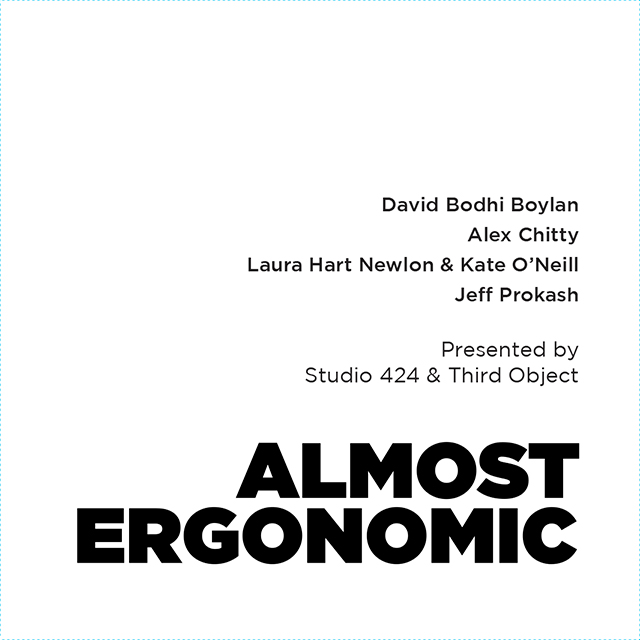 David Bodhi Boylan
Alex Chitty
Laura Hart Newlon & Kate O’Neill
Jeff Prokash
Presented by
Studio 424 & Third Object
ALMOST
ERGONOMIC